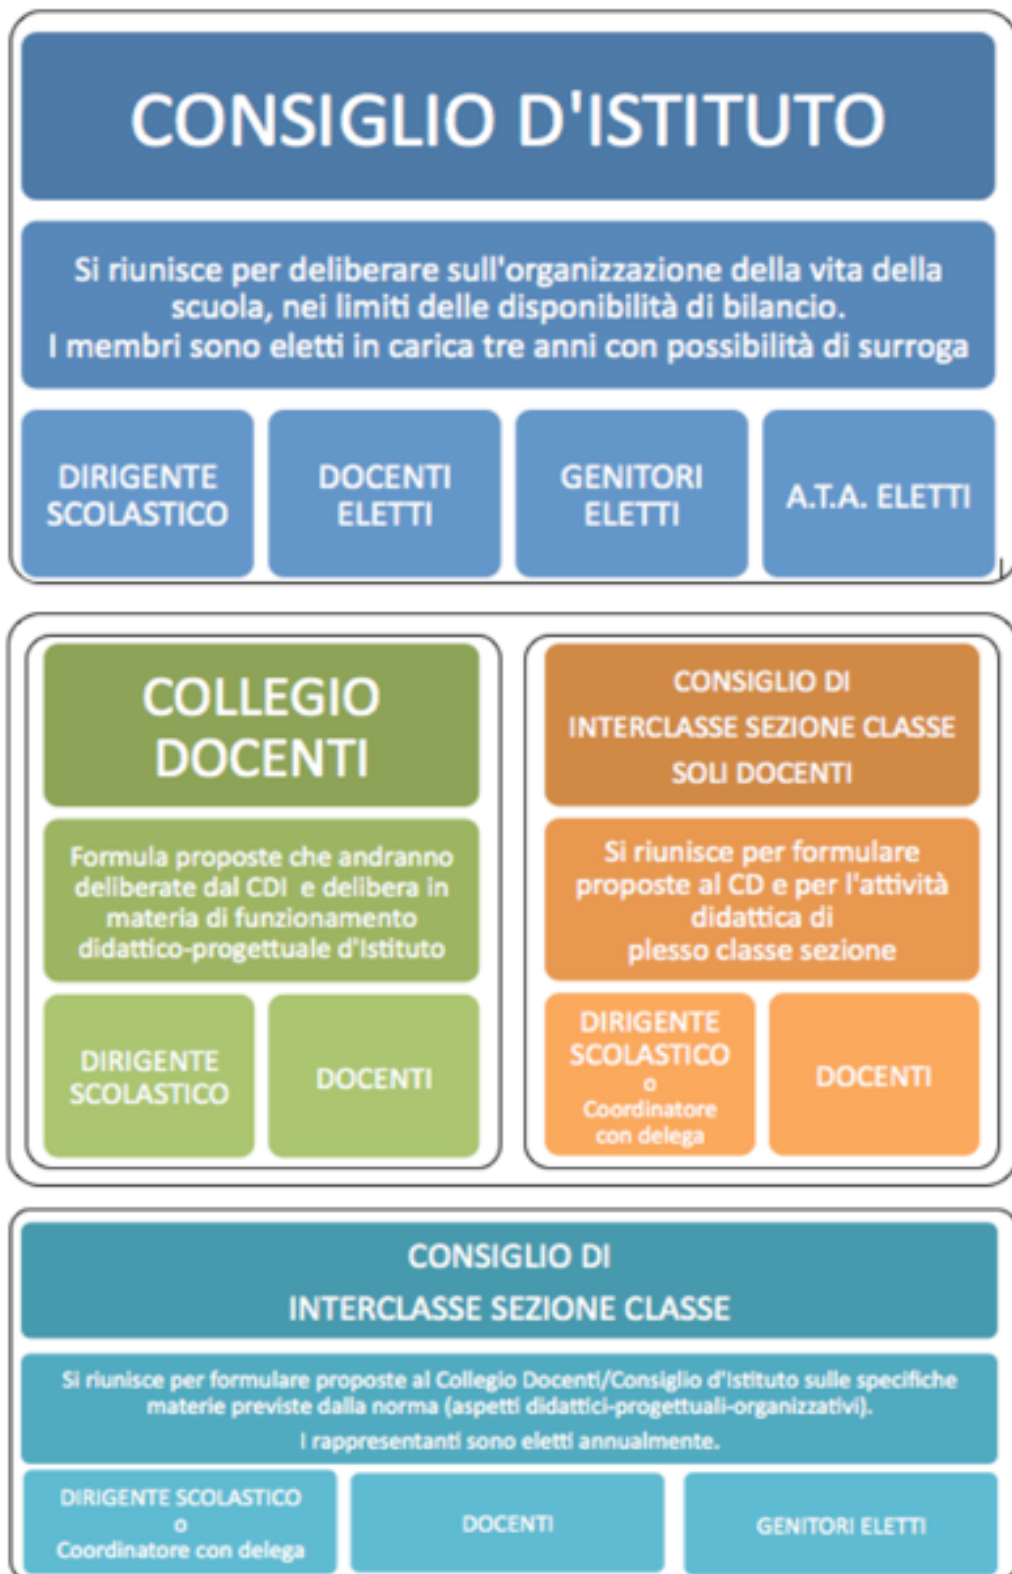 CONSIGLIO D'ISTITUTO
Si riunisce per deliberare sull'organizzazione della vita della
scuola, nei limiti delle disponibilità di bilancio.
I membri sono eletti in carica tre anni con possibilità di surroga
DIRIGENTE
SCOLASTICO
DOCENTI
ELETTI
GENITORI
ELETTI
A.T.A. ELETTI
COLLEGIO
DOCENTI
Formula proposte che andranno
deliberate dal CDI e delibera in
materia di funzionamento
didattico-progettuale d'Istituto
DIRIGENTE
SCOLASTICO
DOCENTI
CONSIGLIO DI
INTERCLASSE SEZIONE CLASSE
SOLI DOCENTI
Si riunisce per formulare
proposte al CD e per l'attività
didattica di
plesso classe sezione
DIRIGENTE
SCOLASTICO
o
Coordinatore
con delega
DOCENTI
CONSIGLIO DI
INTERCLASSE SEZIONE CLASSE
Si riunisce per formulare proposte al Collegio Docenti/Consiglio d'Istituto sulle specifiche
materie previste dalla norma (aspetti didattici-progettuali-organizzativi).
I rappresentanti sono eletti annualmente.
DIRIGENTE SCOLASTICO
o
Coordinatore con delega
DOCENTI
GENITORI ELETTI